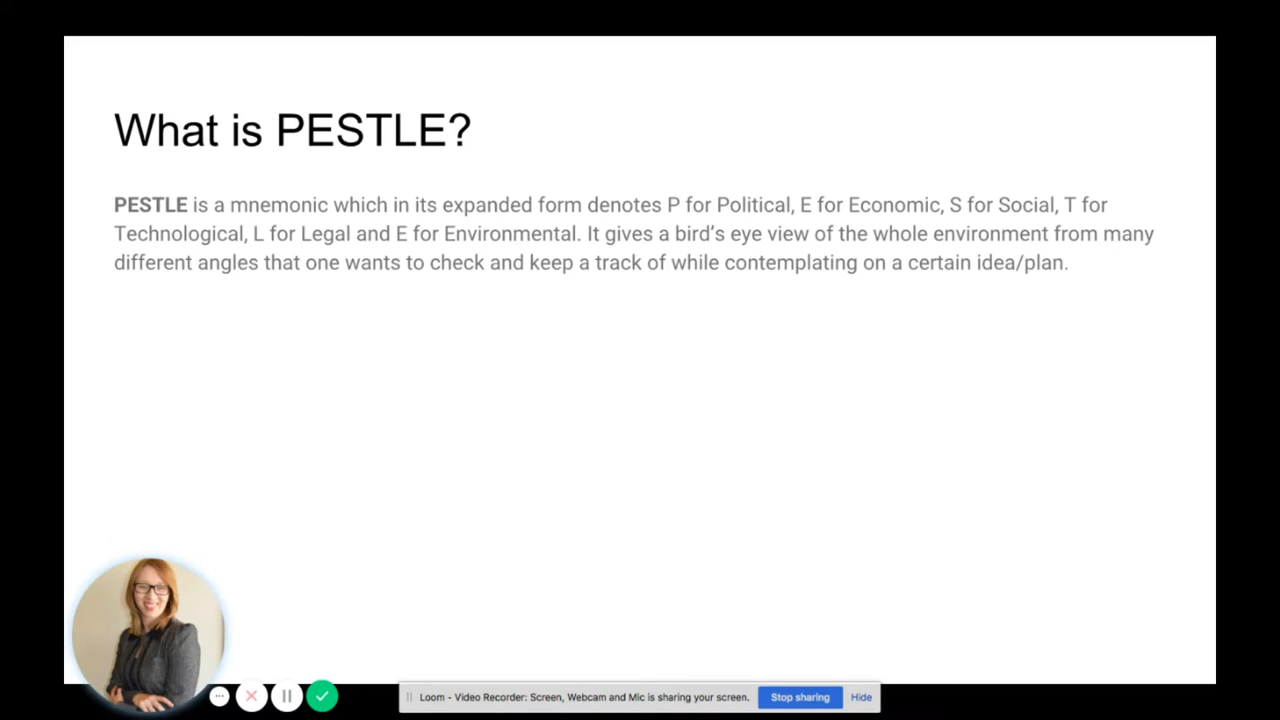 What is PESTLE?
PESTLE is a mnemonic which in its expanded form denotes P for Political, E for Economic, S for Social, T for
Technological, L for Legal and E for Environmental. It gives a bird’s eye view of the whole environment from many
different angles that one wants to check and keep a track of while contemplating on a certain idea/plan.
Loom - Video Recorder: Screen, Webcam and Mic is sharing your screen. Stop sharing Hide